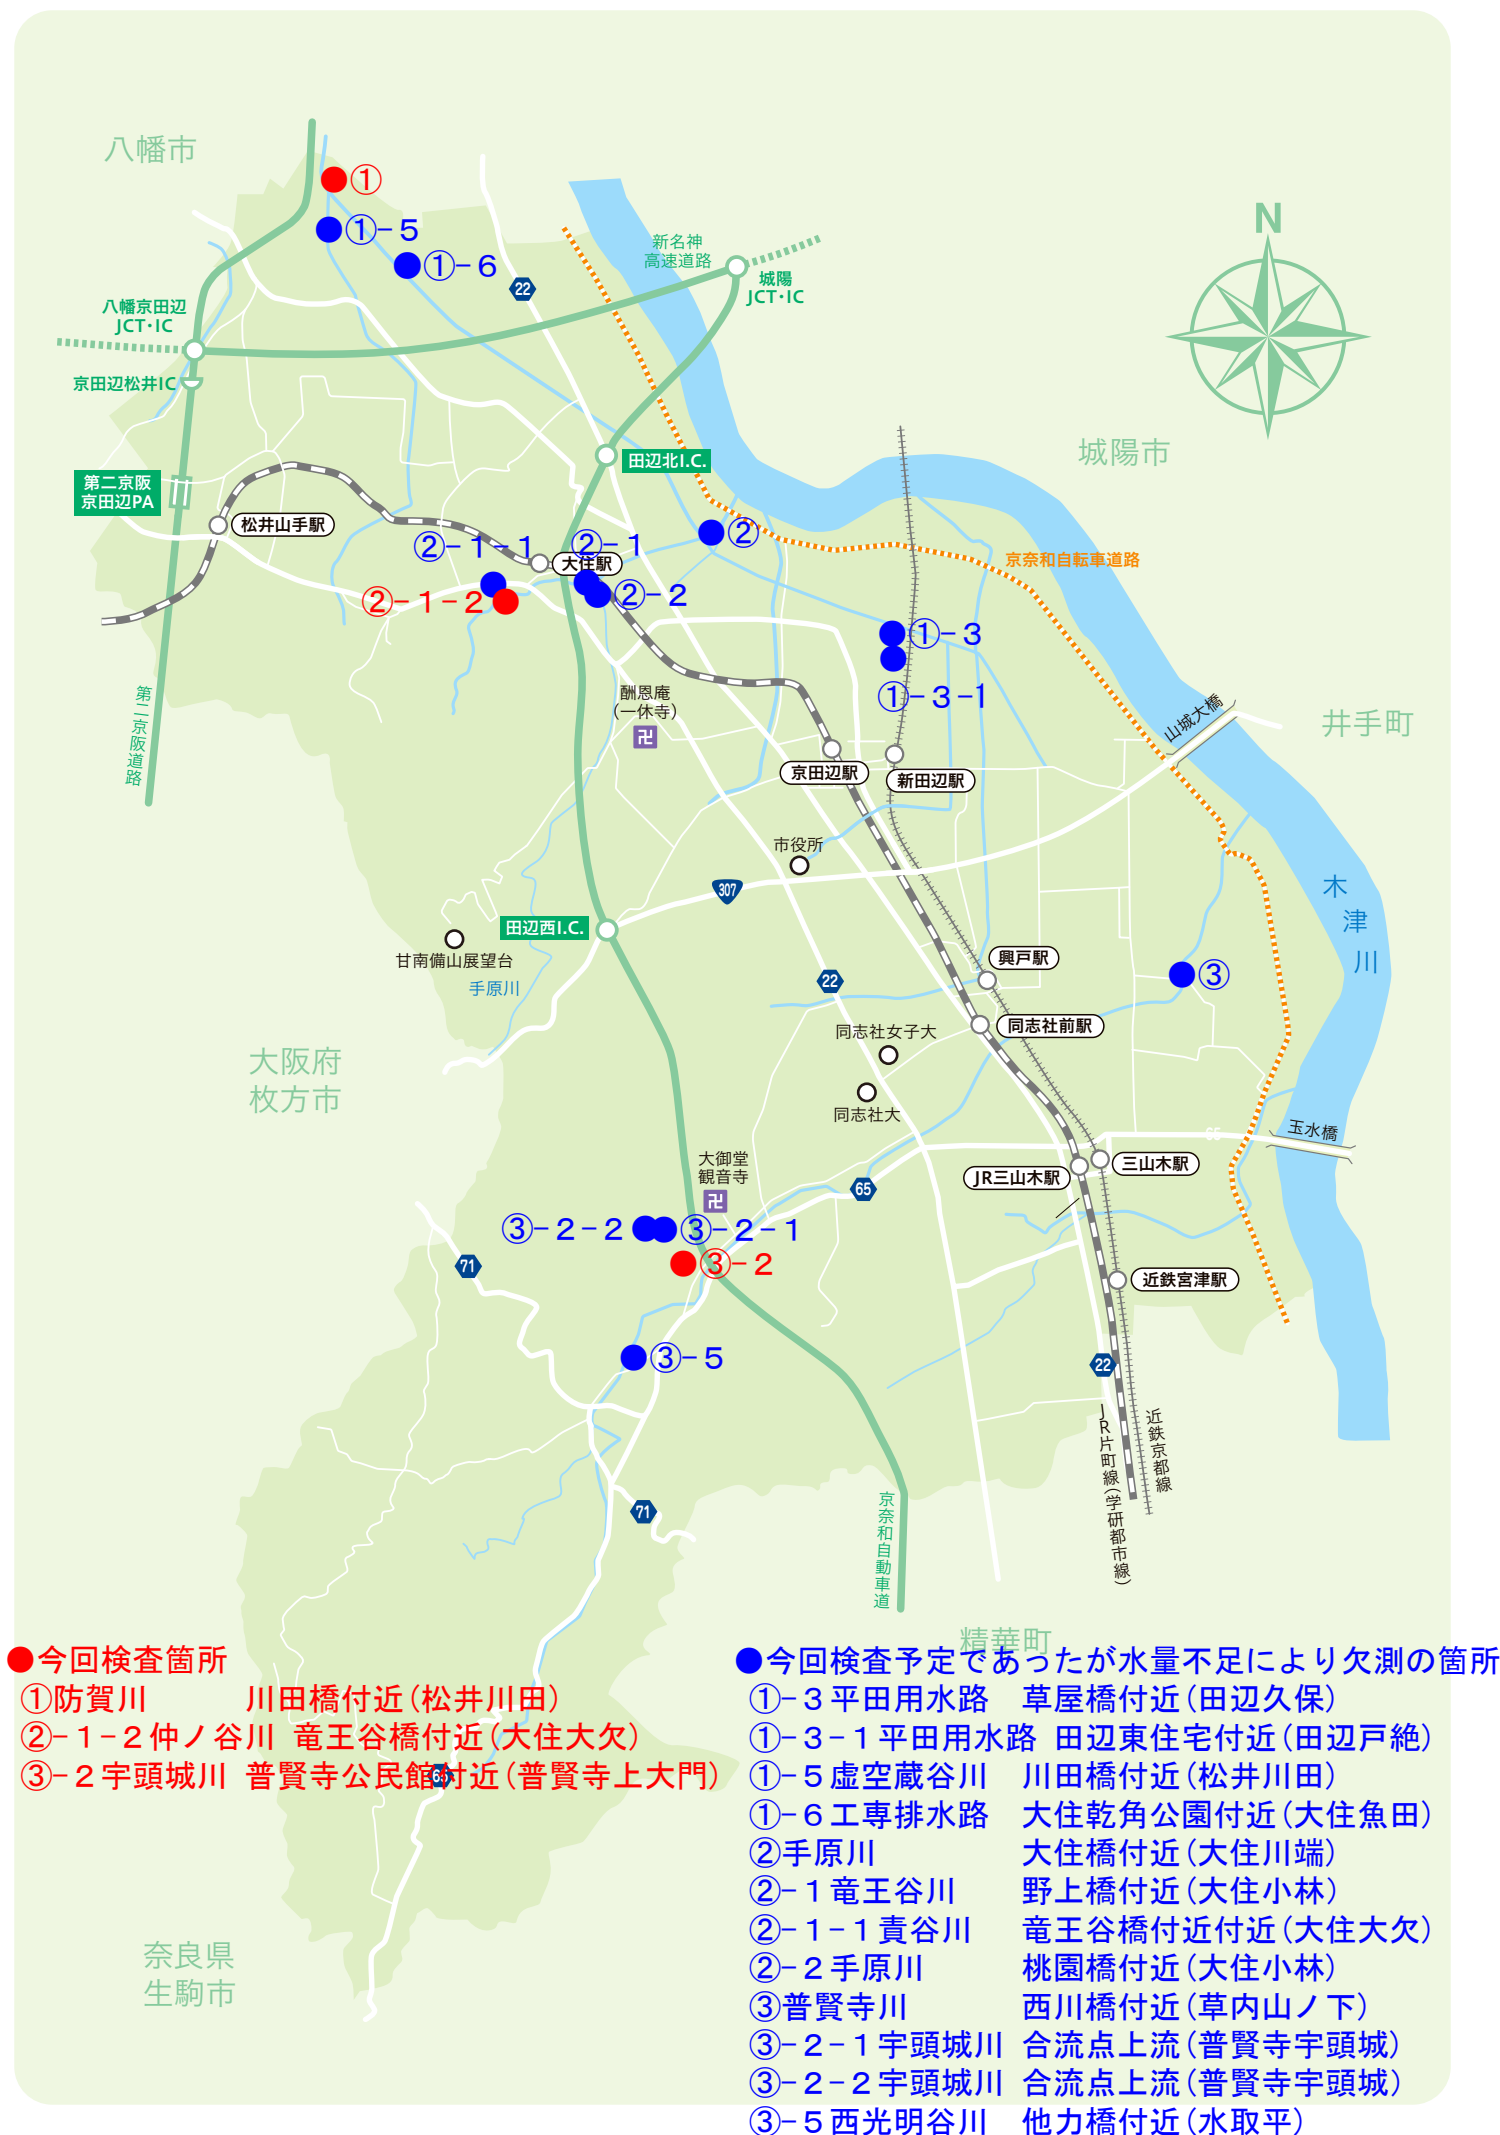 八幡市
①
①-5
①-6
22
新名神
高速道路
城陽
JCT・IC
N
八幡京田辺
JCT・IC
京田辺松井IC
城陽市
田辺北I.C.
第二京阪
京田辺PA
松井山手駅
②-1-1
②-1
②
大住駅
②-1-2
②-2
京奈和自転車道路
①-3
①-3-1
第二京阪道路
酬恩庵
(一休寺)
山城大橋
井手町
京田辺駅
新田辺駅
市役所
307
木津川
田辺西I.C.
甘南備山展望台
手原川
興戸駅
③
22
同志社前駅
同志社女子大
同志社大
大阪府
枚方市
65
玉水橋
大御堂
観音寺
三山木駅
JR三山木駅
65
③-2-2
③-2-1
③-2
71
近鉄宮津駅
③-5
22
JR片町線(学研都市線)
近鉄京都線
71
京奈和自動車道
精華町
●今回検査箇所
①防賀川 川田橋付近(松井川田)
②-1-2仲ノ谷川 竜王谷橋付近(大住大欠)
③-2宇頭城川 普賢寺公民館付近(普賢寺上大門)
65
奈良県
生駒市
●今回検査予定であったが水量不足により欠測の箇所
①-3平田用水路 草屋橋付近(田辺久保)
①-3-1平田用水路 田辺東住宅付近(田辺戸絶)
①-5虚空蔵谷川 川田橋付近(松井川田)
①-6工専排水路 大住乾角公園付近(大住魚田)
②手原川 大住橋付近(大住川端)
②-1竜王谷川 野上橋付近(大住小林)
②-1-1責谷川 竜王谷橋付近付近(大住大欠)
②-2手原川 桃園橋付近(大住小林)
③普賢寺川 西川橋付近(草内山ノ下)
③-2-1宇頭城川 合流点上流(普賢寺宇頭城)
③-2-2宇頭城川 合流点上流(普賢寺宇頭城)
③-5西光明谷川 他力橋付近(水取平)